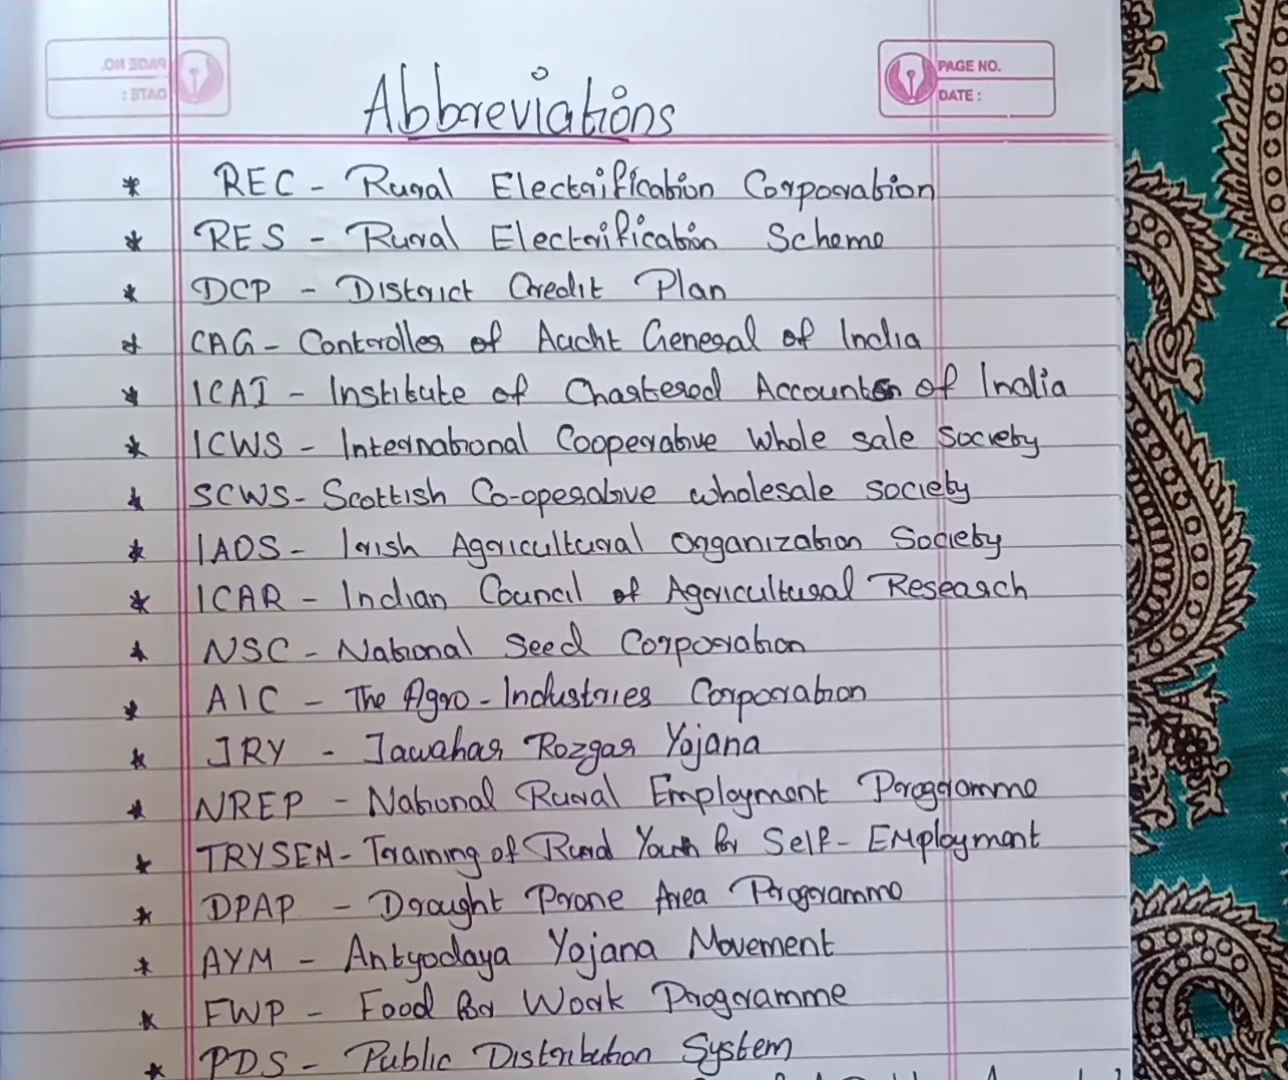 PAGE NO.
DATE :
Abbreviations
* REC - Rural Electrification Corporation
* RES - Rural Electrification Scheme
* DCP - District Credit Plan
* CAG - Controller of Audit General of India
* ICAI - Institute of Chartered Accountes of India
* ICWS - International Cooperative Whole sale Society
* SCWS - Scottish Co-operative wholesale society
* IAOS - Irish Agricultural Organization Society
* ICAR - Indian Council of Agricultural Research
* NSC - National Seed Corporation
* AIC - The Agro - Industries Corporation
* JRY - Jawahar Rozgar Yojana
* NREP - National Rural Employment Programme
* TRYSEM - Training of Rural Youth for Self - Employment
* DPAP - Drought Prone Area Programme
* AYM - Antyodaya Yojana Movement
* FWP - Food for Work Programme
* PDS - Public Distribution System